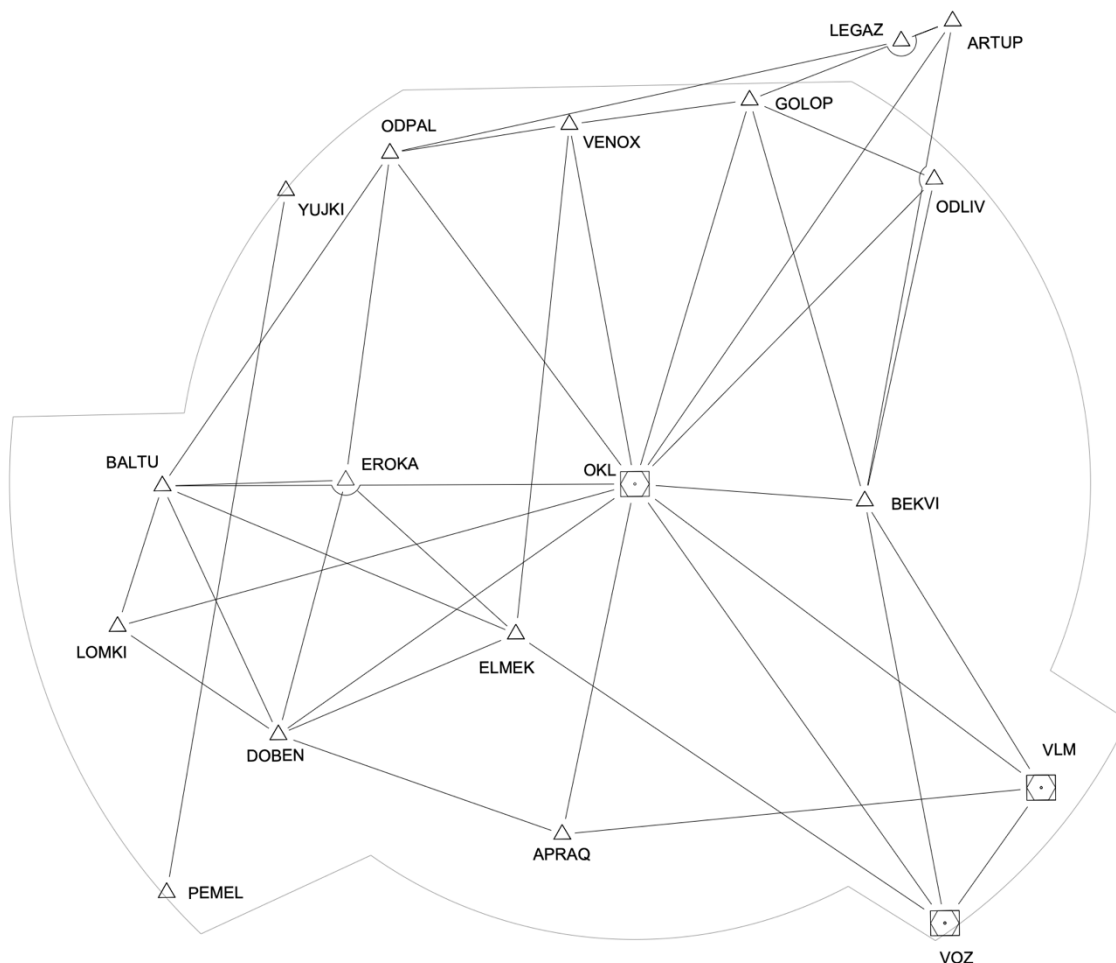 LEGAZ
ARTUP
GOLOP
ODPAL
VENOX
YUJKI
ODLIV
BALTU
EROKA
OKL
BEKVI
LOMKI
ELMEK
DOBEN
VLM
APRAQ
PEMEL
VOZ